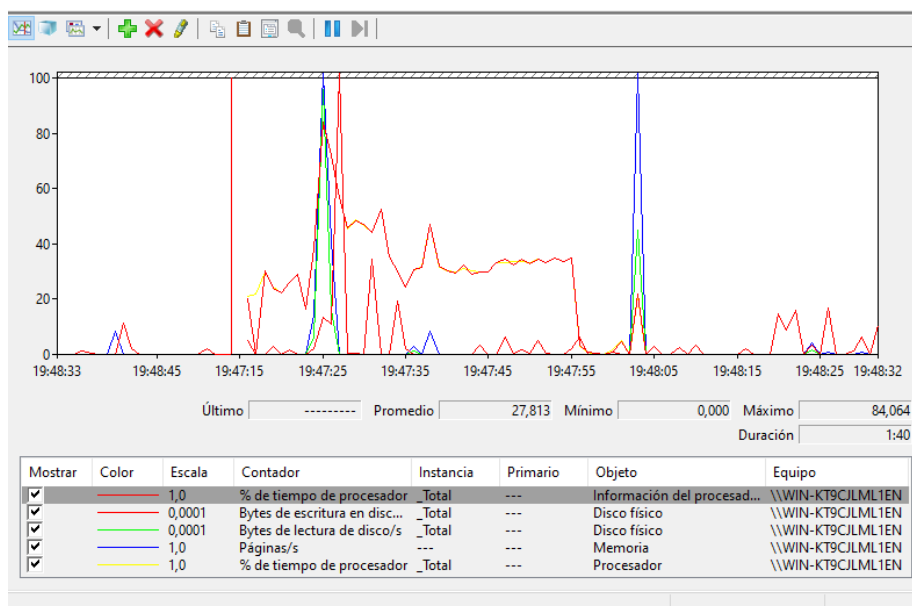 100
80
60
40
20
0
19:48:33 19:48:45 19:47:15 19:47:25 19:47:35 19:47:45 19:47:55 19:48:05 19:48:15 19:48:25 19:48:32
Último --------- Promedio 27,813 Mínimo 0,000 Máximo 84,064
Duración 1:40
Mostrar Color Escala Contador Instancia Primario Objeto Equipo
1,0 % de tiempo de procesador _Total --- Información del procesad... \\WIN-KT9CJLML1EN
0,0001 Bytes de escritura en disc... _Total --- Disco físico \\WIN-KT9CJLML1EN
0,0001 Bytes de lectura de disco/s _Total --- Disco físico \\WIN-KT9CJLML1EN
1,0 Páginas/s --- --- Memoria \\WIN-KT9CJLML1EN
1,0 % de tiempo de procesador _Total --- Procesador \\WIN-KT9CJLML1EN